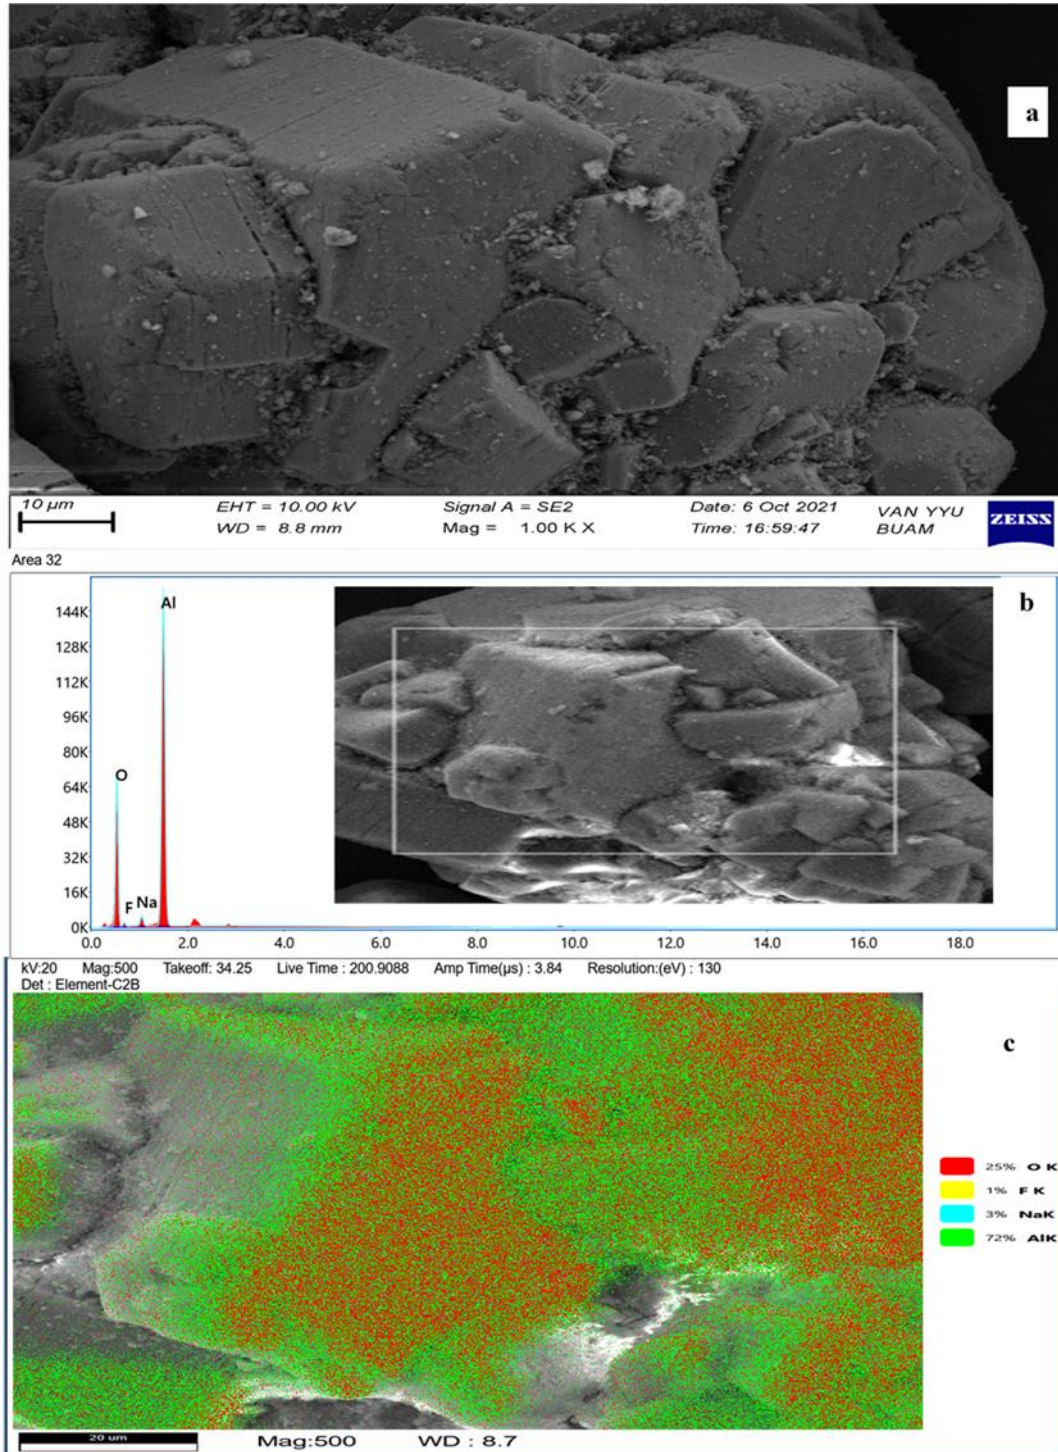 a
10 µm
EHT = 10.00 kV Signal A = SE2 Date: 6 Oct 2021 VAN YYU
WD = 8.8 mm Mag = 1.00 K X Time: 16:59:47 BUAM
ZEISS
Area 32
b
144K
128K
112K
96K
80K
64K
48K
32K
16K
0K
Al
O
F Na
0.0 2.0 4.0 6.0 8.0 10.0 12.0 14.0 16.0 18.0
kV:20 Mag:500 Takeoff: 34.25 Live Time : 200.9088 Amp Time(µs) : 3.84 Resolution:(eV) : 130
Det : Element-C2B
c
25% O K
1% F K
3% NaK
72% AlK
20 um Mag:500 WD : 8.7